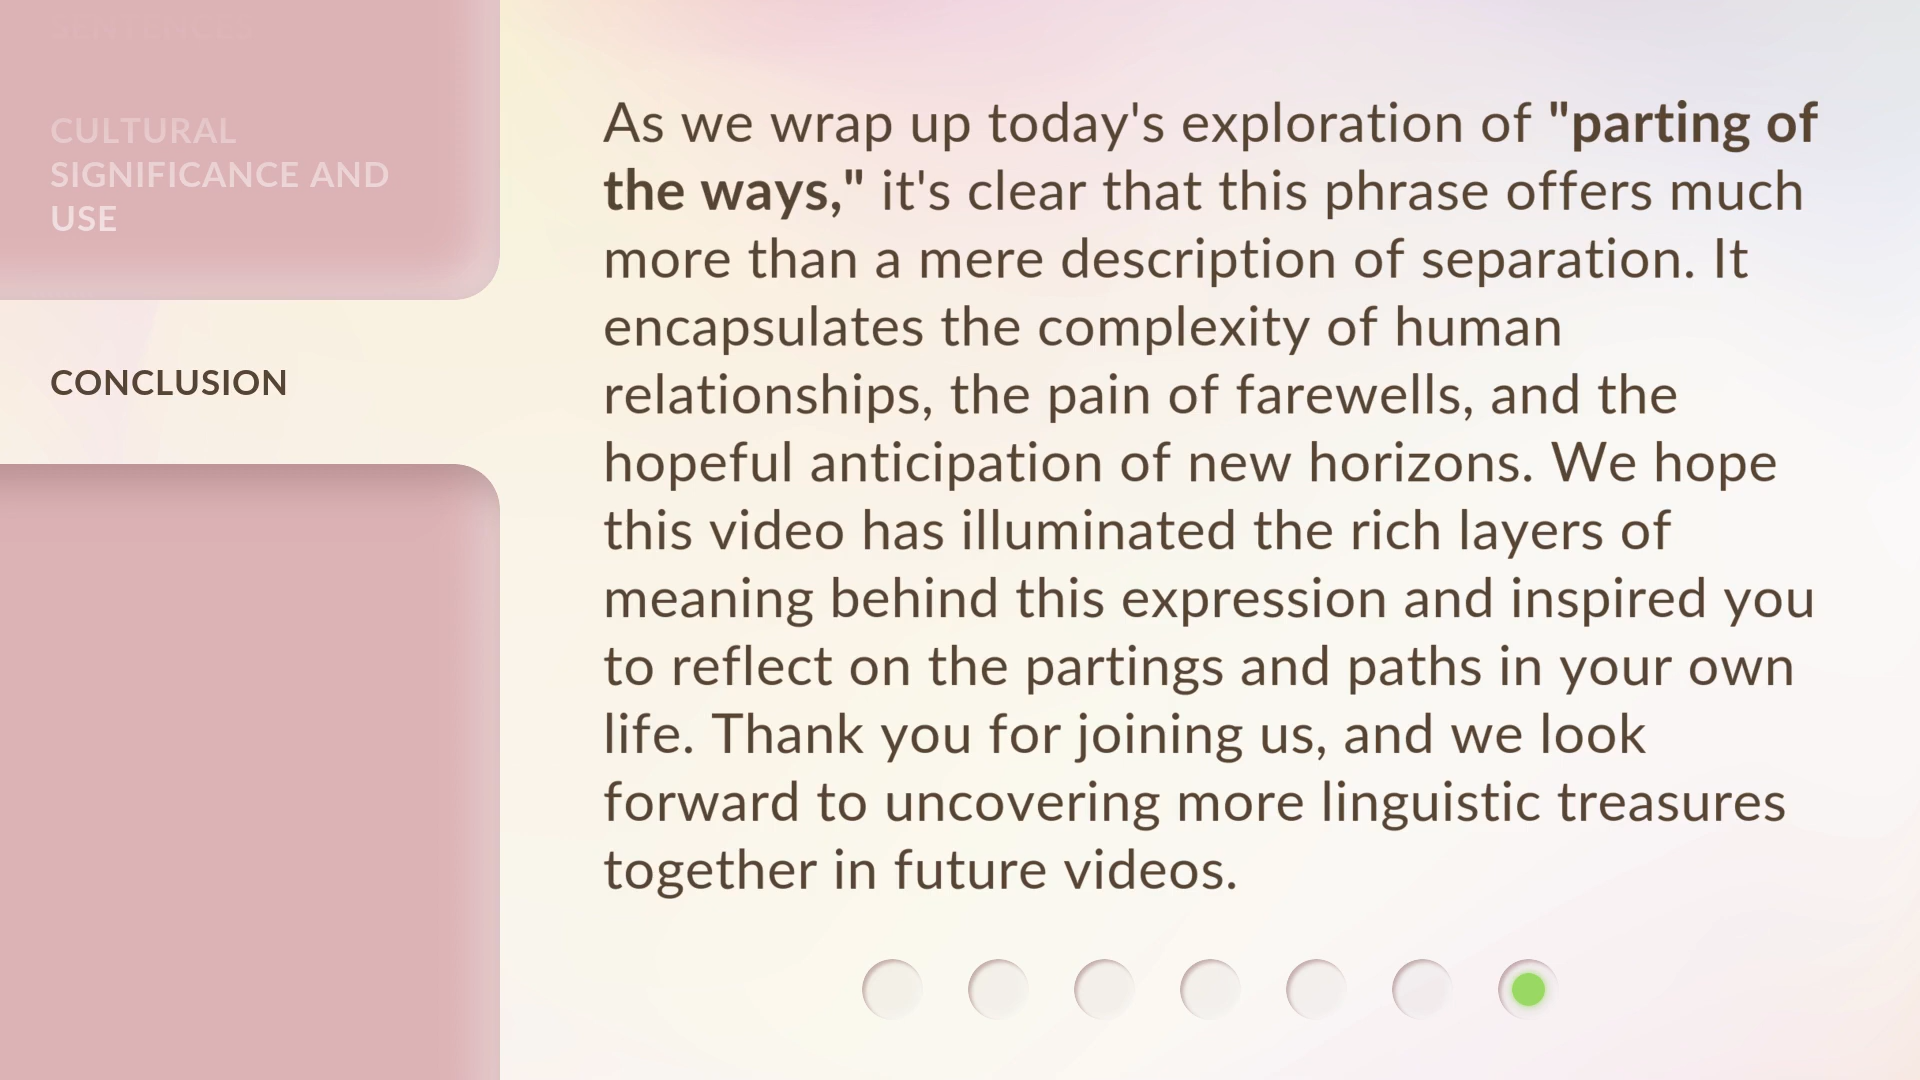 SENTENCES
CULTURAL
SIGNIFICANCE AND
USE
CONCLUSION
As we wrap up today's exploration of "parting of
the ways," it's clear that this phrase offers much
more than a mere description of separation. It
encapsulates the complexity of human
relationships, the pain of farewells, and the
hopeful anticipation of new horizons. We hope
this video has illuminated the rich layers of
meaning behind this expression and inspired you
to reflect on the partings and paths in your own
life. Thank you for joining us, and we look
forward to uncovering more linguistic treasures
together in future videos.